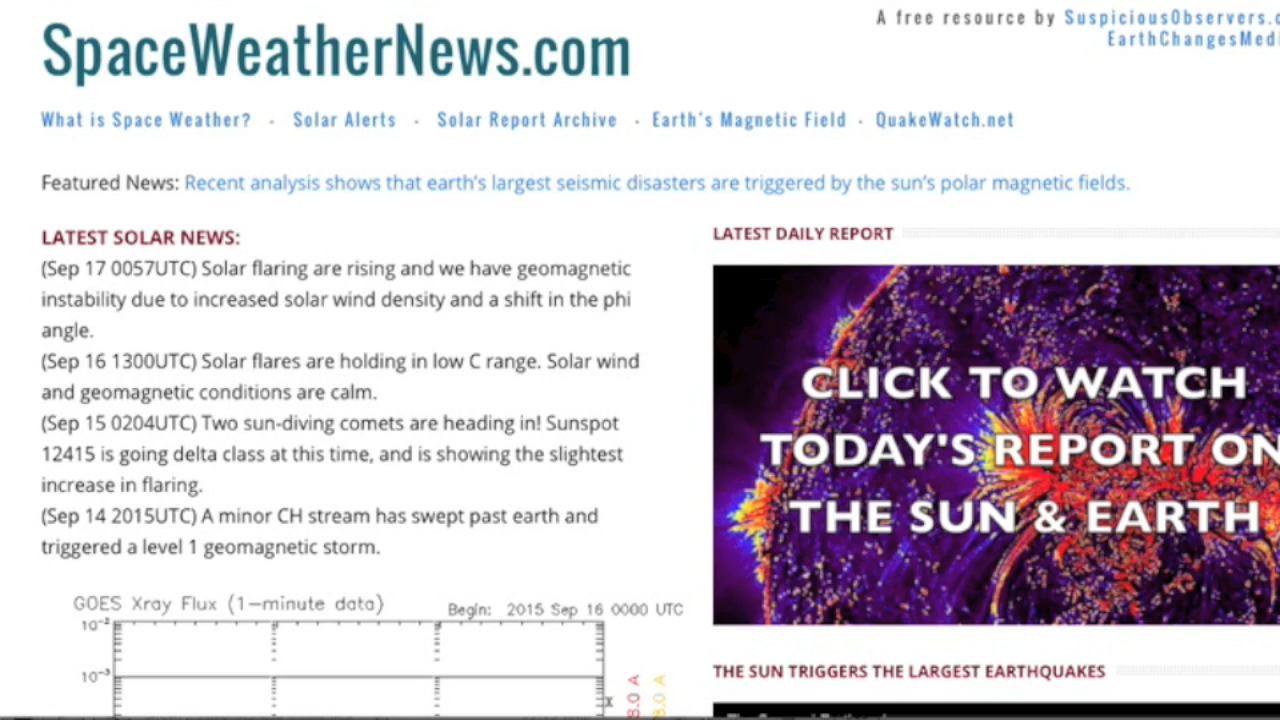 A free resource by SuspiciousObservers.c
SpaceWeatherNews.com
EarthChangesMedi
What is Space Weather? - Solar Alerts - Solar Report Archive - Earth's Magnetic Field - QuakeWatch.net
Featured News: Recent analysis shows that earth's largest seismic disasters are triggered by the sun's polar magnetic fields.
LATEST SOLAR NEWS:
(Sep 17 0057UTC) Solar flaring are rising and we have geomagnetic
instability due to increased solar wind density and a shift in the phi
angle.
(Sep 16 1300UTC) Solar flares are holding in low C range. Solar wind
and geomagnetic conditions are calm.
(Sep 15 0204UTC) Two sun-diving comets are heading in! Sunspot
12415 is going delta class at this time, and is showing the slightest
increase in flaring.
(Sep 14 2015UTC) A minor CH stream has swept past earth and
triggered a level 1 geomagnetic storm.
GOES Xray Flux (1-minute data)
Begin: 2015 Sep 16 0000 UTC
10-2
10-3
8.0 A
8.0 A
LATEST DAILY REPORT
CLICK TO WATCH
TODAY'S REPORT ON
THE SUN & EARTH
THE SUN TRIGGERS THE LARGEST EARTHQUAKES